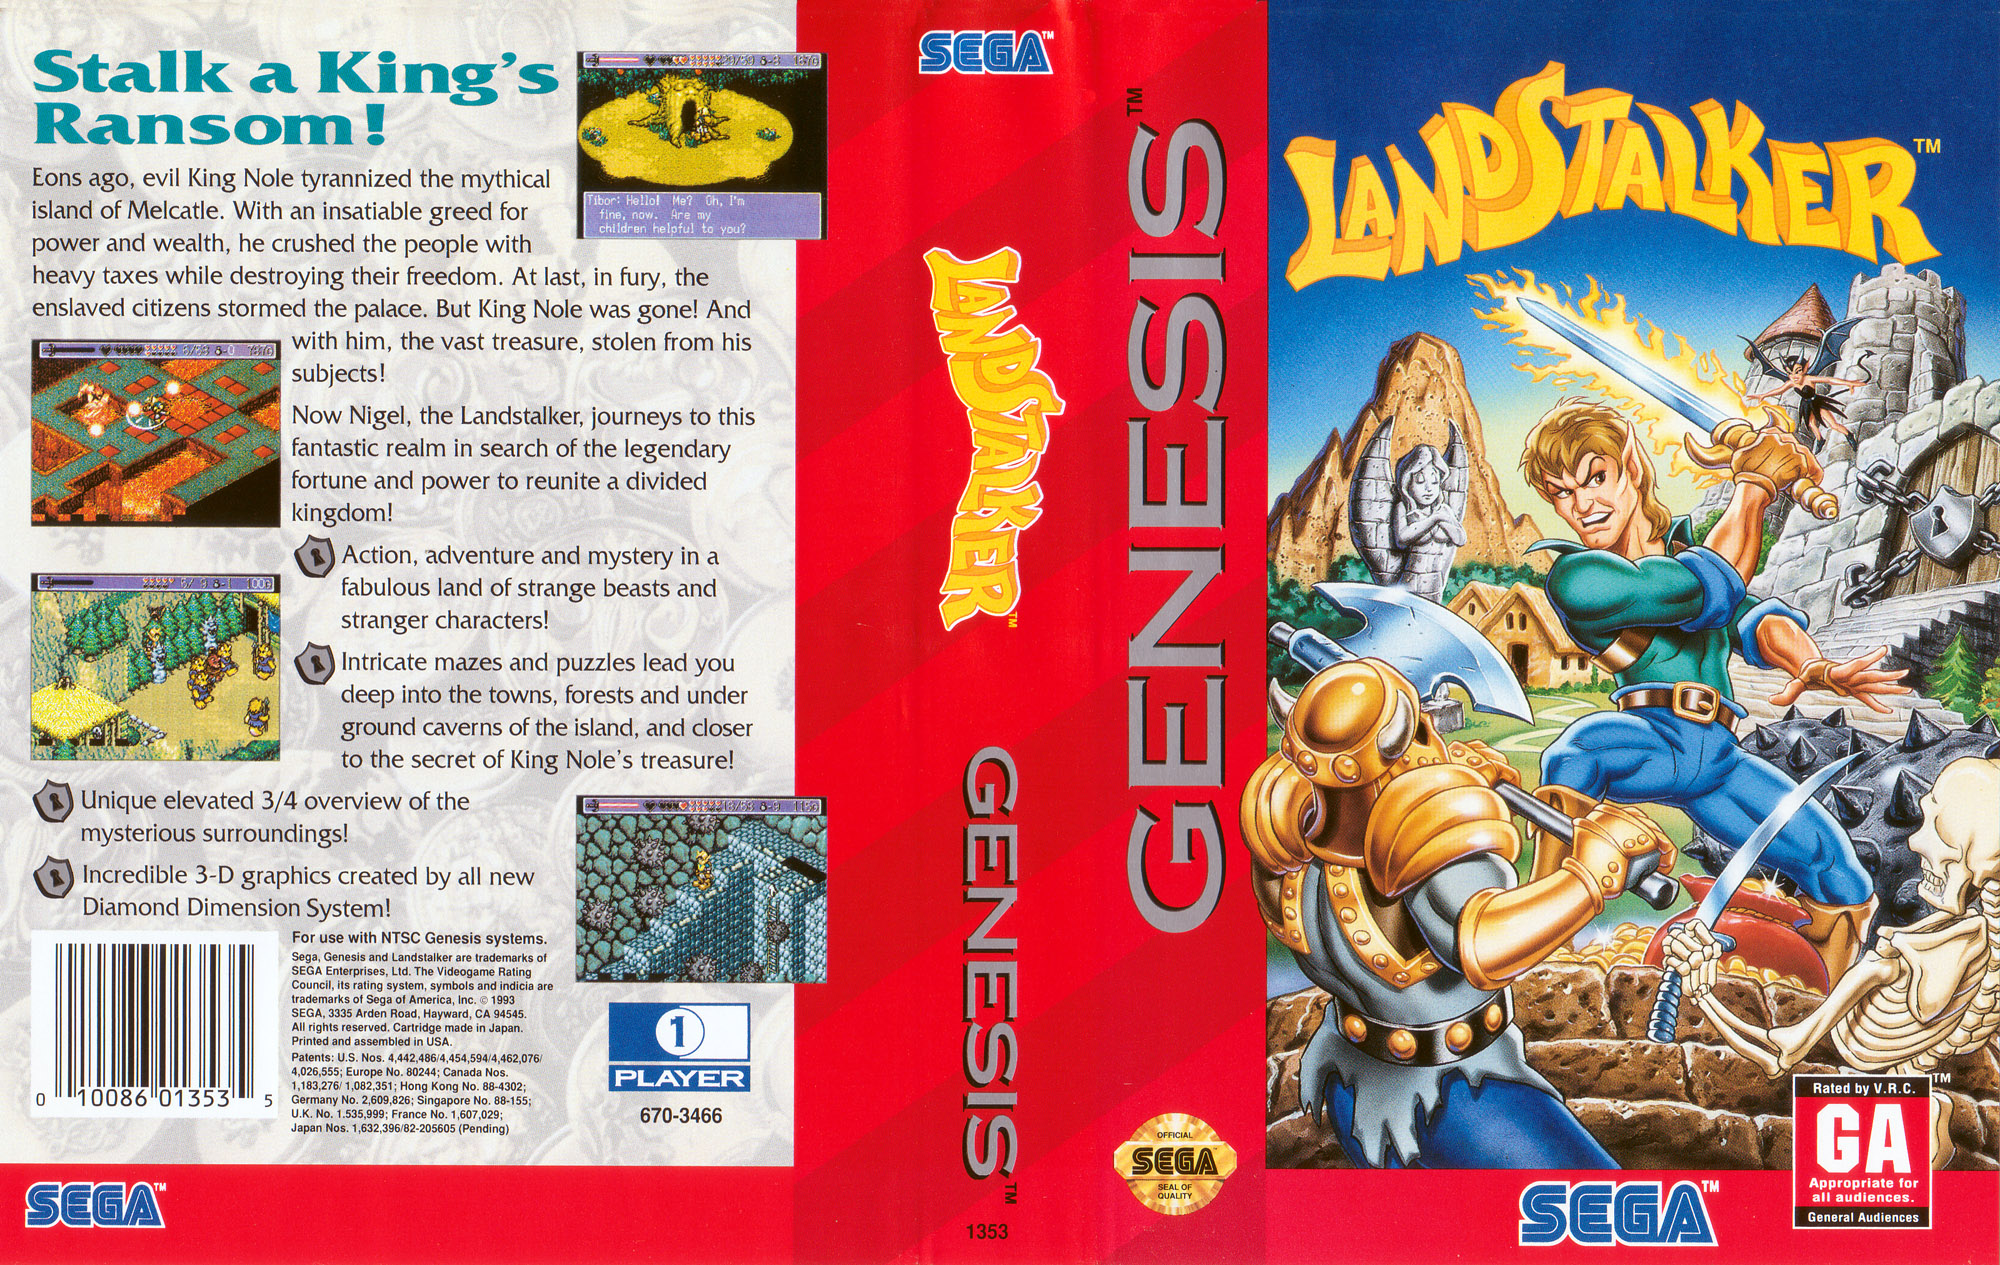 Stalk a King's
Ransom!
Eons ago, evil King Nole tyrannized the mythical
island of Melcatle. With an insatiable greed for
power and wealth, he crushed the people with
heavy taxes while destroying their freedom. At last, in fury, the
enslaved citizens stormed the palace. But King Nole was gone! And
with him, the vast treasure, stolen from his
subjects!
Now Nigel, the Landstalker, journeys to this
fantastic realm in search of the legendary
fortune and power to reunite a divided
kingdom!
Action, adventure and mystery in a
fabulous land of strange beasts and
stranger characters!
Intricate mazes and puzzles lead you
deep into the towns, forests and under
ground caverns of the island, and closer
to the secret of King Nole's treasure!
Unique elevated 3/4 overview of the
mysterious surroundings!
Incredible 3-D graphics created by all new
Diamond Dimension System!
Tibor: Hello! Me? Oh, I'm
fine, now. Are my
children helpful to you?
0 10086 01353 5
For use with NTSC Genesis systems.
Sega, Genesis and Landstalker are trademarks of
SEGA Enterprises, Ltd. The Videogame Rating
Council, its rating system, symbols and indicia are
trademarks of Sega of America, Inc. © 1993
SEGA, 3335 Arden Road, Hayward, CA 94545.
All rights reserved. Cartridge made in Japan.
Printed and assembled in USA.
Patents: U.S. Nos. 4,442,486/4,454,594/4,462,076/
4,026,555; Europe No. 80244; Canada Nos.
1,183,276/ 1,082,351; Hong Kong No. 88-4302;
Germany No. 2,609,826; Singapore No. 88-155;
U.K. No. 1,535,999; France No. 1,607,029;
Japan Nos. 1,632,396/82-205605 (Pending)
1
PLAYER
670-3466
SEGA™
SEGA™
LANDSTALKER™
GENESIS™
1353
GENESIS™
OFFICIAL
SEGA
SEAL OF
QUALITY
LANDSTALKER™
SEGA™
Rated by V.R.C.™
GA
Appropriate for
all audiences.
General Audiences